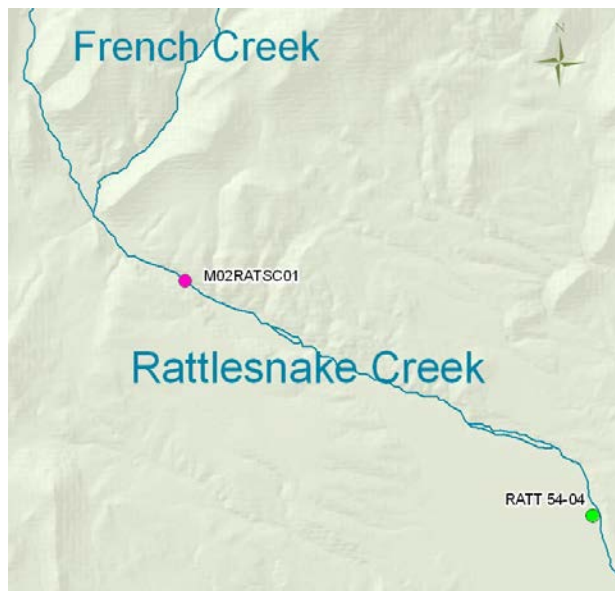 French Creek
N
M02RATSC01
Rattlesnake Creek
RATT 54-04